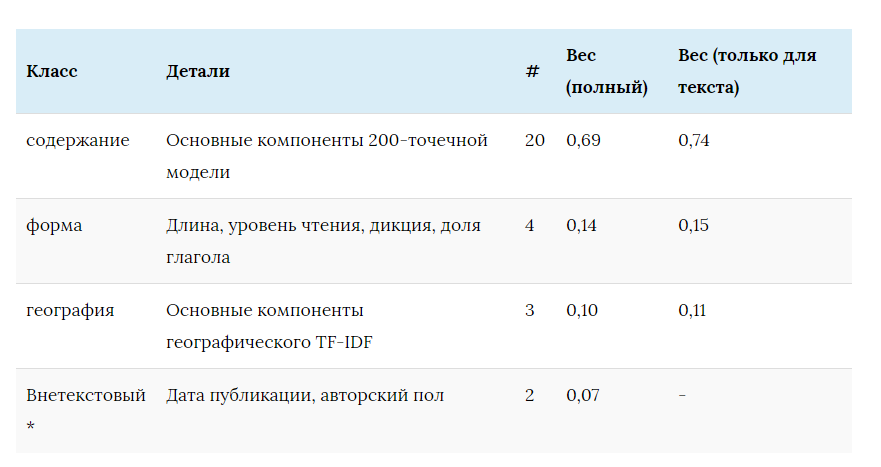 Класс Детали # Вес (полный) Вес (только для текста)
содержание Основные компоненты 200-точечной модели 20 0,69 0,74
форма Длина, уровень чтения, дикция, доля глагола 4 0,14 0,15
география Основные компоненты географического TF-IDF 3 0,10 0,11
Внетекстовый * Дата публикации, авторский пол 2 0,07 -